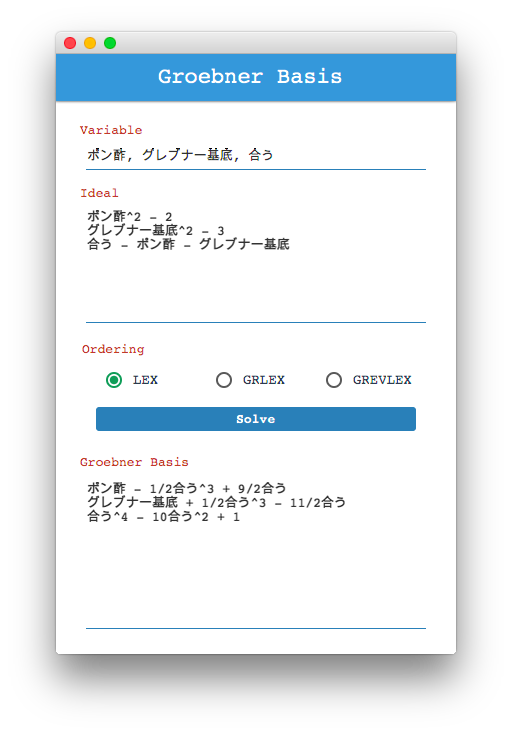 Groebner Basis
Variable
ポン酢, グレブナー基底, 合う
Ideal
ポン酢^2 - 2
グレブナー基底^2 - 3
合う - ポン酢 - グレブナー基底
Ordering
LEX GRLEX GREVLEX
Solve
Groebner Basis
ポン酢 - 1/2合う^3 + 9/2合う
グレブナー基底 + 1/2合う^3 - 11/2合う
合う^4 - 10合う^2 + 1